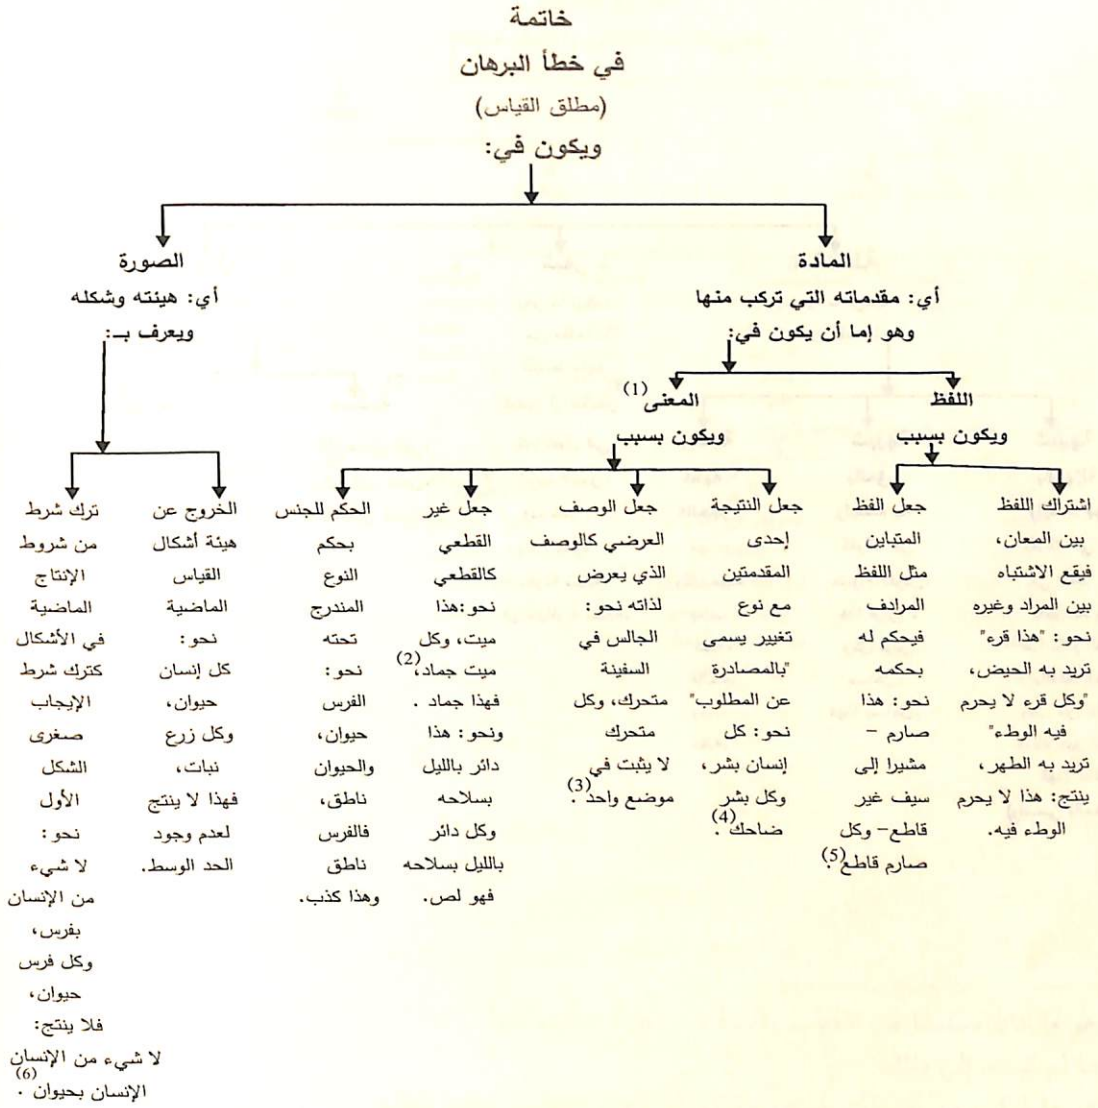 خاتمة
في خطأ البرهان
(مطلق القياس)
ويكون في:
المادة
أي: مقدماته التي تركب منها
وهو إما أن يكون في:
اللفظ
ويكون بسبب
اشتراك اللفظ
بين المعان،
فيقع الاشتباه
بين المراد وغيره
نحو: "هذا قرء"
تريد به الحيض،
"وكل قرء لا يحرم
فيه الوطء"
تريد به الطهر،
ينتج: هذا لا يحرم
الوطء فيه.
جعل الفظ
المتباين
مثل اللفظ
المرادف
فيحكم له
بحكمه
نحو: هذا
صارم –
مشيرا إلى
سيف غير
قاطع– وكل
صارم قاطع(5).
المعنى(1)
ويكون بسبب
جعل النتيجة
إحدى
المقدمتين
مع نوع
تغيير يسمى
"بالمصادرة
عن المطلوب"
نحو: كل
إنسان بشر،
وكل بشر
ضاحك(4).
جعل الوصف
العرضي كالوصف
الذي يعرض
لذاته نحو:
الجالس في
السفينة
متحرك، وكل
متحرك
لا يثبت في
موضع واحد(3).
جعل غير
القطعي
كالقطعي
نحو:هذا
ميت، وكل
ميت جماد(2)،
فهذا جماد .
ونحو: هذا
دائر بالليل
بسلاحه
وكل دائر
بالليل بسلاحه
فهو لص.
الحكم للجنس
بحكم
النوع
المندرج
تحته
نحو:
الفرس
حيوان،
والحيوان
ناطق،
فالفرس
ناطق
وهذا كذب.
الصورة
أي: هيئته وشكله
ويعرف بـ:
الخروج عن
هيئة أشكال
القياس
الماضية
نحو:
كل إنسان
حيوان،
وكل زرع
نبات،
فهذا لا ينتج
لعدم وجود
الحد الوسط.
ترك شرط
من شروط
الإنتاج
الماضية
في الأشكال
كترك شرط
الإيجاب
صغرى
الشكل
الأول
نحو:
لا شيء
من الإنسان
بفرس،
وكل فرس
حيوان،
فلا ينتج:
لا شيء من الإنسان
الإنسان بحيوان(6) .